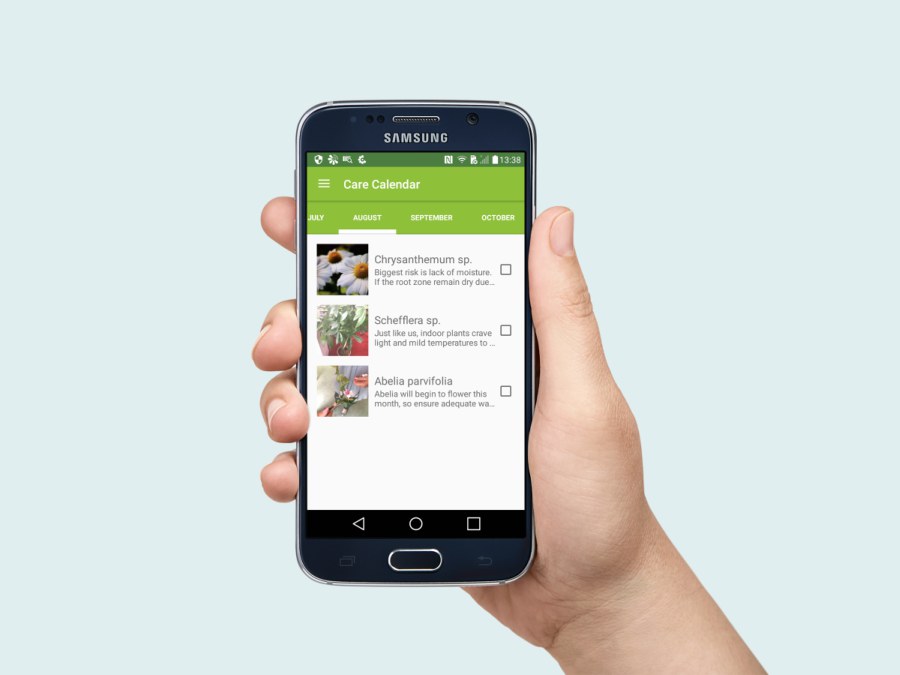 SAMSUNG
13:38
Care Calendar
JULY AUGUST SEPTEMBER OCTOBER
Chrysanthemum sp.
Biggest risk is lack of moisture.
If the root zone remain dry due...
Schefflera sp.
Just like us, indoor plants crave
light and mild temperatures to ...
Abelia parvifolia
Abelia will begin to flower this
month, so ensure adequate wa...